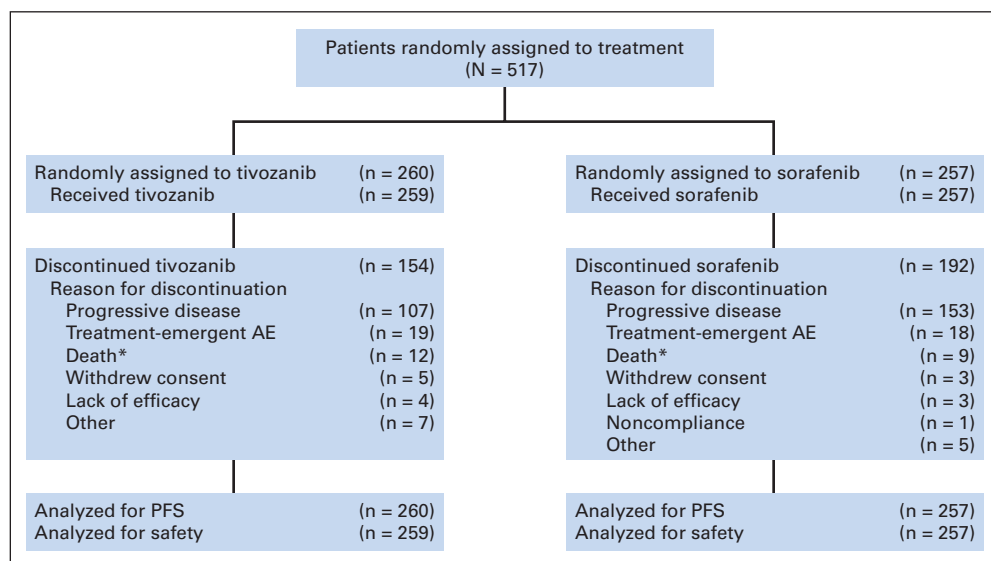 Patients randomly assigned to treatment
(N = 517)
Randomly assigned to tivozanib (n = 260)
Received tivozanib (n = 259)
Randomly assigned to sorafenib (n = 257)
Received sorafenib (n = 257)
Discontinued tivozanib (n = 154)
Reason for discontinuation
Progressive disease (n = 107)
Treatment-emergent AE (n = 19)
Death* (n = 12)
Withdrew consent (n = 5)
Lack of efficacy (n = 4)
Other (n = 7)
Discontinued sorafenib (n = 192)
Reason for discontinuation
Progressive disease (n = 153)
Treatment-emergent AE (n = 18)
Death* (n = 9)
Withdrew consent (n = 3)
Lack of efficacy (n = 3)
Noncompliance (n = 1)
Other (n = 5)
Analyzed for PFS (n = 260)
Analyzed for safety (n = 259)
Analyzed for PFS (n = 257)
Analyzed for safety (n = 257)